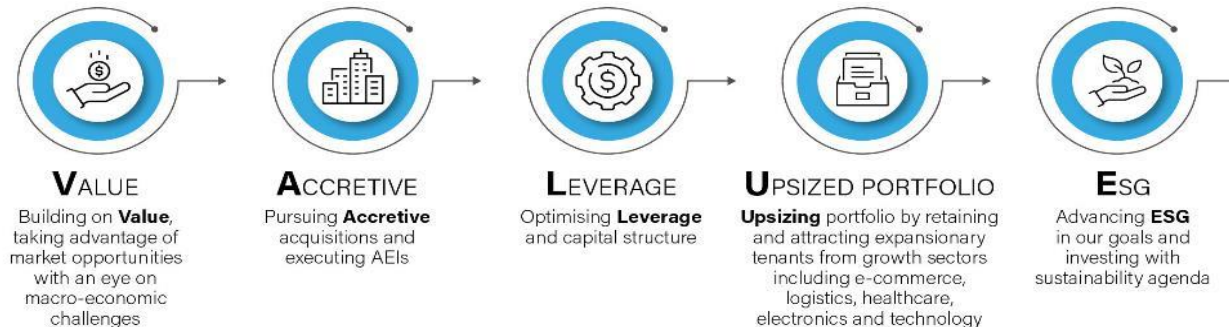 VALUE
Building on Value,
taking advantage of
market opportunities
with an eye on
macro-economic
challenges
ACCRETIVE
Pursuing Accretive
acquisitions and
executing AEIs
LEVERAGE
Optimising Leverage
and capital structure
UPSIZED PORTFOLIO
Upsizing portfolio by retaining
and attracting expansionary
tenants from growth sectors
including e-commerce,
logistics, healthcare,
electronics and technology
ESG
Advancing ESG
in our goals and
investing with
sustainability agenda